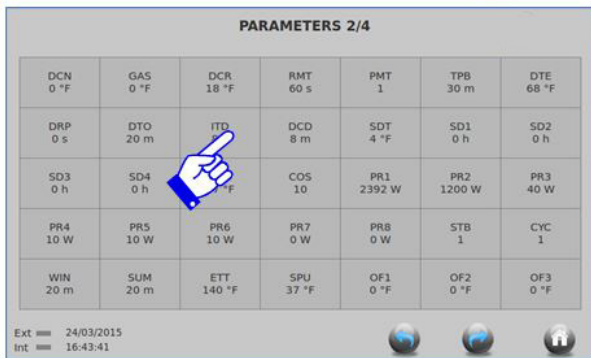 PARAMETERS 2/4
DCN GAS DCR RMT PMT TPB DTE
0 °F 0 °F 18 °F 60 s 1 30 m 68 °F
DRP DTO ITD DCD SDT SD1 SD2
0 s 20 m 8 m 4 °F 0 h 0 h
SD3 SD4 COS PR1 PR2 PR3
0 h 0 h °F 10 2392 W 1200 W 40 W
PR4 PR5 PR6 PR7 PR8 STB CYC
10 W 10 W 10 W 0 W 0 W 1 1
WIN SUM ETT SPU OF1 OF2 OF3
20 m 20 m 140 °F 37 °F 0 °F 0 °F 0 °F
Ext 24/03/2015
Int 16:43:41